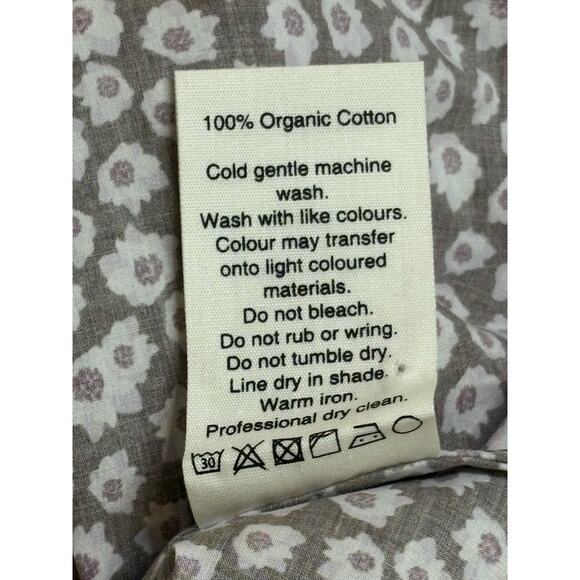 100% Organic Cotton
Cold gentle machine
wash.
Wash with like colours.
Colour may transfer
onto light coloured
materials.
Do not bleach.
Do not rub or wring.
Do not tumble dry.
Line dry in shade.
Warm iron.
Professional dry clean.
30